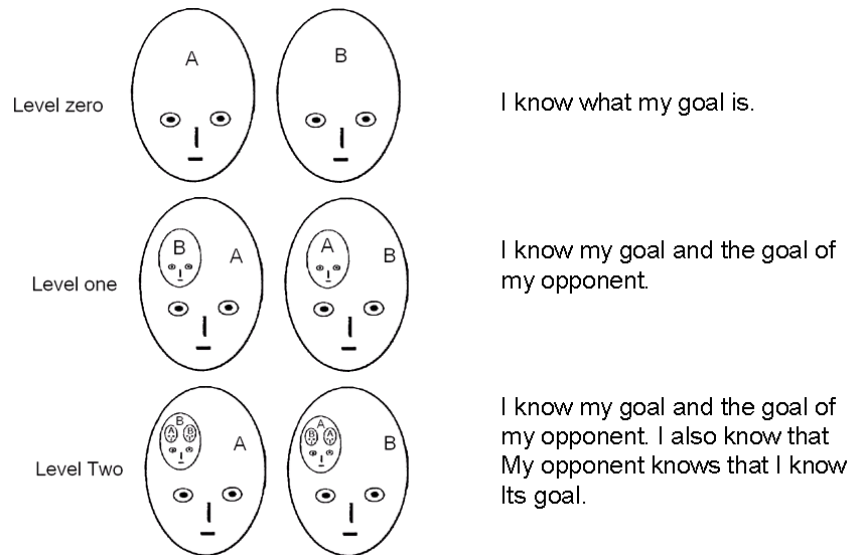 A
B
Level zero
I know what my goal is.
B
A
A
B
Level one
I know my goal and the goal of
my opponent.
B
A
B
A
A
B
A
B
Level Two
I know my goal and the goal of
my opponent. I also know that
My opponent knows that I know
Its goal.